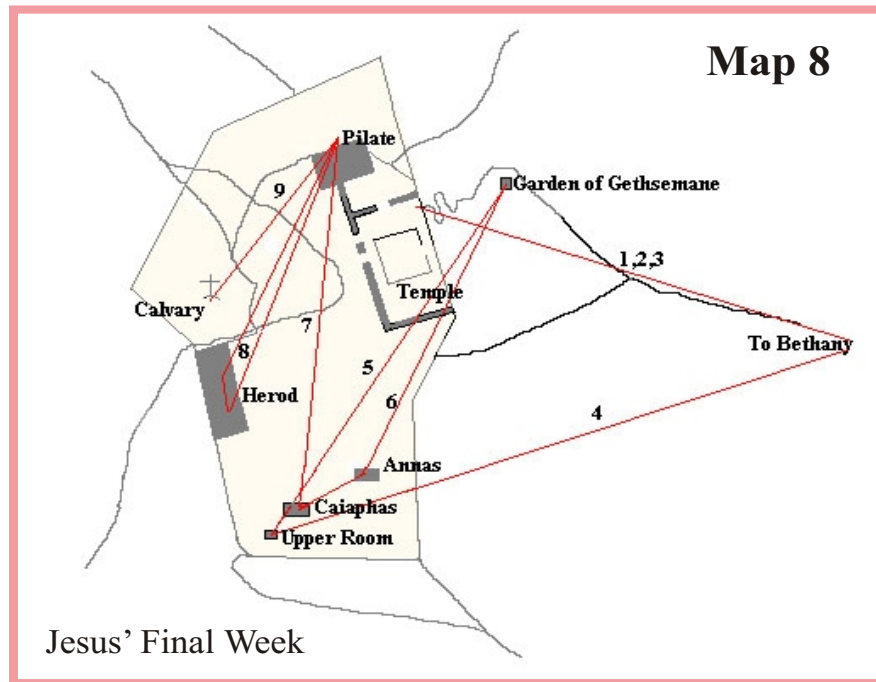 Map 8
Pilate
Garden of Gethsemane
9
1,2,3
Temple
Calvary
7
To Bethany
8
5
Herod
6
4
Annas
Caiaphas
Upper Room
Jesus’ Final Week